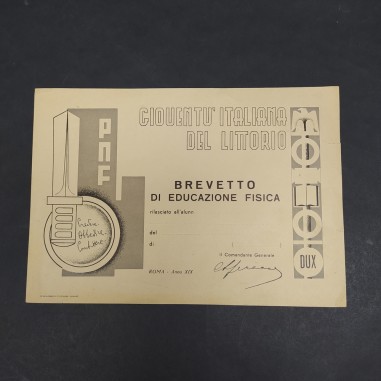 GIOVENTU' ITALIANA
DEL LITTORIO
PNF
BREVETTO
DI EDUCAZIONE FISICA
rilasciato all'alunn
del
di
Credere
Obbedire
Combattere
Il Comandante Generale
ROMA - Anno XIX
DUX